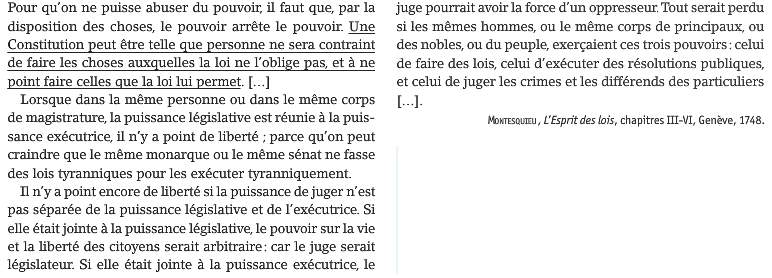 Pour qu’on ne puisse abuser du pouvoir, il faut que, par la
disposition des choses, le pouvoir arrête le pouvoir. Une
Constitution peut être telle que personne ne sera contraint
de faire les choses auxquelles la loi ne l’oblige pas, et à ne
point faire celles que la loi lui permet. […]
Lorsque dans la même personne ou dans le même corps
de magistrature, la puissance législative est réunie à la puis-
sance exécutrice, il n’y a point de liberté ; parce qu’on peut
craindre que le même monarque ou le même sénat ne fasse
des lois tyranniques pour les exécuter tyranniquement.
Il n’y a point encore de liberté si la puissance de juger n’est
pas séparée de la puissance législative et de l’exécutrice. Si
elle était jointe à la puissance législative, le pouvoir sur la vie
et la liberté des citoyens serait arbitraire : car le juge serait
législateur. Si elle était jointe à la puissance exécutrice, le
juge pourrait avoir la force d’un oppresseur. Tout serait perdu
si les mêmes hommes, ou le même corps de principaux, ou
des nobles, ou du peuple, exerçaient ces trois pouvoirs : celui
de faire des lois, celui d’exécuter des résolutions publiques,
et celui de juger les crimes et les différends des particuliers
[…].
Montesquieu, L’Esprit des lois, chapitres III-VI, Genève, 1748.